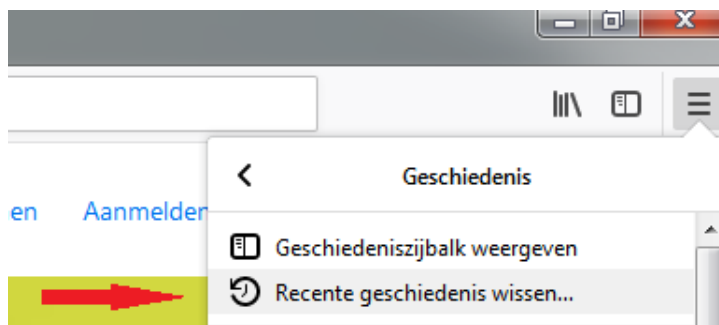 Geschiedenis
en Aanmelden
Geschiedeniszijbalk weergeven
Recente geschiedenis wissen...